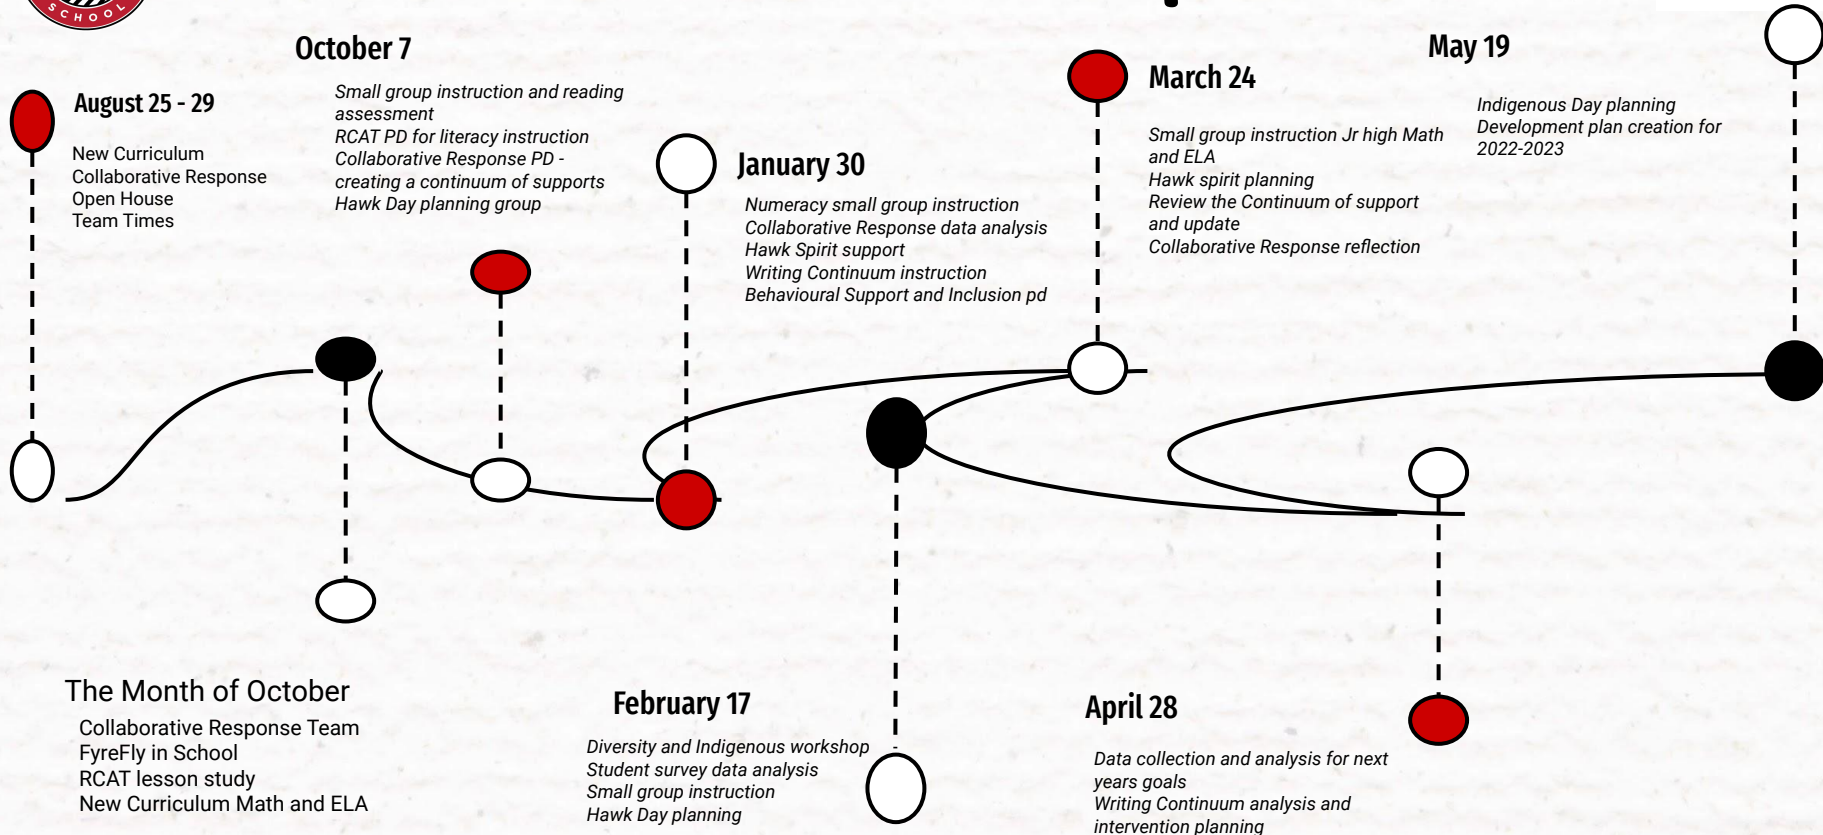 SCHOOL
August 25 - 29
New Curriculum
Collaborative Response
Open House
Team Times
October 7
Small group instruction and reading
assessment
RCAT PD for literacy instruction
Collaborative Response PD -
creating a continuum of supports
Hawk Day planning group
January 30
Numeracy small group instruction
Collaborative Response data analysis
Hawk Spirit support
Writing Continuum instruction
Behavioural Support and Inclusion pd
March 24
Small group instruction Jr high Math
and ELA
Hawk spirit planning
Review the Continuum of support
and update
Collaborative Response reflection
May 19
Indigenous Day planning
Development plan creation for
2022-2023
The Month of October
Collaborative Response Team
FyreFly in School
RCAT lesson study
New Curriculum Math and ELA
February 17
Diversity and Indigenous workshop
Student survey data analysis
Small group instruction
Hawk Day planning
April 28
Data collection and analysis for next
years goals
Writing Continuum analysis and
intervention planning